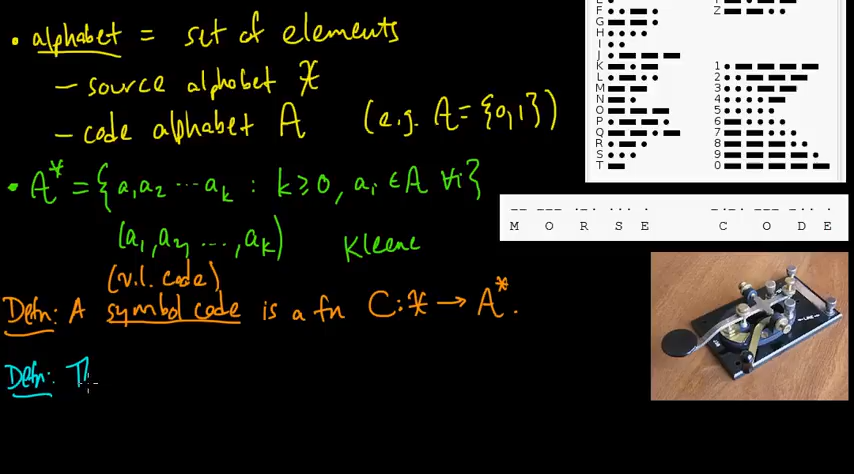 • alphabet = set of elements
– source alphabet 𝒳
– code alphabet A (e.g. A = {0,1})
• A* = {a₁a₂ ⋯ aₖ : k ≥ 0, aᵢ ∈ A ∀i}
(a₁, a₂, ..., aₖ) Kleene
(v.l. code)
Defn: A symbol code is a fn C: 𝒳 → A*.
Defn: Th
F ··−·
G −−·
H ····
I ··
J ·−−−
K −·−
L ·−··
M −−
N −·
O −−−
P ·−−·
Q −−·−
R ·−·
S ···
T −
Z −−··
1 ·−−−−
2 ··−−−
3 ···−−
4 ····−
5 ·····
6 −····
7 −−···
8 −−−··
9 −−−−·
0 −−−−−
−− −−− ·−· ··· · −·−· −−− −·· ·
M O R S E C O D E